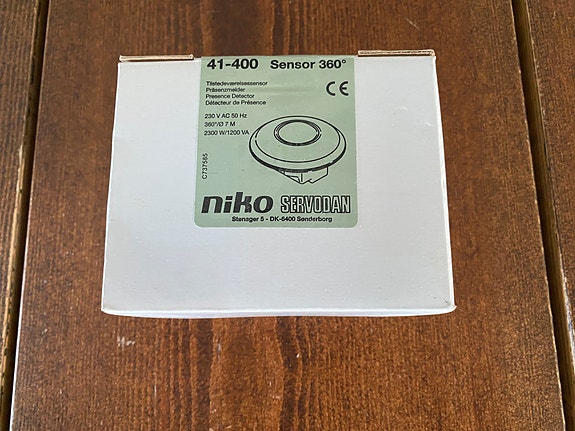 41-400 Sensor 360°
Tilstedeværelsessensor
Präsenzmelder
Presence Detector
Détecteur de Présence
CE
230 V AC 50 Hz
360°/Ø 7 M
2300 W/1200 VA
C737585
niko SERVODAN
Stenager 5 - DK-6400 Sønderborg